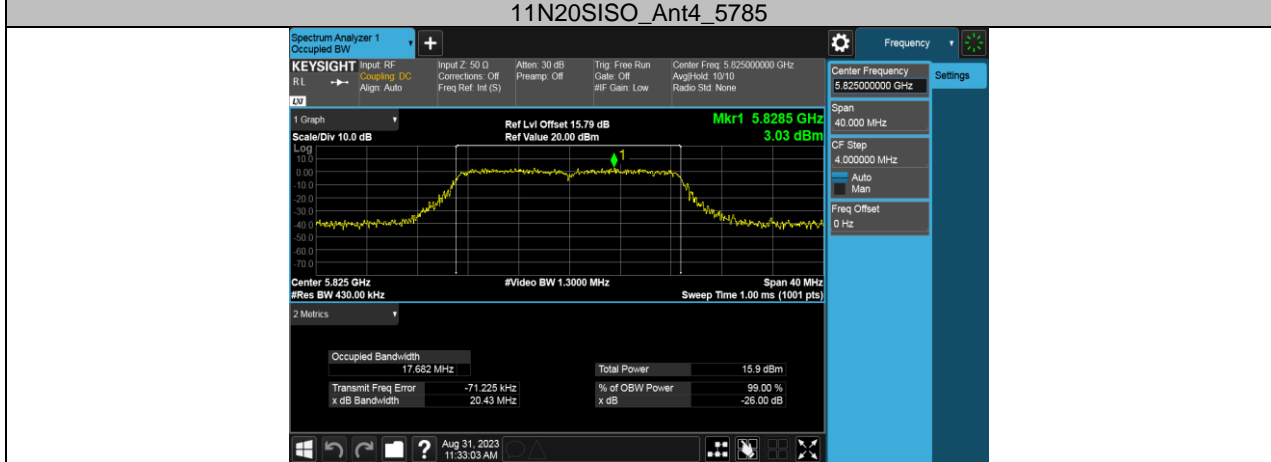 11N20SISO_Ant4_5785
Spectrum Analyzer 1
Occupied BW
+
Frequency
KEYSIGHT
RL
LXI
Input: RF
Coupling: DC
Align: Auto
Input Z: 50 Ω
Corrections: Off
Freq Ref: Int (S)
Atten: 30 dB
Preamp: Off
Trig: Free Run
Gate: Off
#IF Gain: Low
Center Freq: 5.825000000 GHz
Avg|Hold: 10/10
Radio Std: None
Center Frequency
5.825000000 GHz
Settings
Span
40.000 MHz
CF Step
4.000000 MHz
Auto
Man
Freq Offset
0 Hz
1 Graph
Scale/Div 10.0 dB
Ref Lvl Offset 15.79 dB
Ref Value 20.00 dBm
Mkr1 5.8285 GHz
3.03 dBm
Log
10.0
0.00
-10.0
-20.0
-30.0
-40.0
-50.0
-60.0
-70.0
1
Center 5.825 GHz
#Video BW 1.3000 MHz
Span 40 MHz
#Res BW 430.00 kHz
Sweep Time 1.00 ms (1001 pts)
2 Metrics
Occupied Bandwidth
17.682 MHz
Total Power 15.9 dBm
Transmit Freq Error -71.225 kHz
% of OBW Power 99.00 %
x dB Bandwidth 20.43 MHz
x dB -26.00 dB
?
Aug 31, 2023
11:33:03 AM